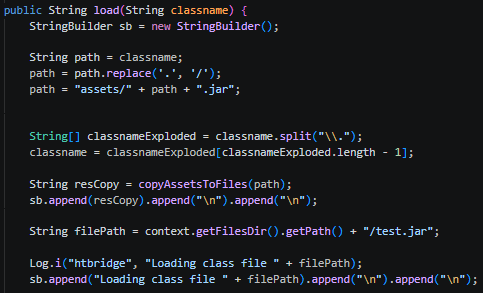 public String load(String classname) {
    StringBuilder sb = new StringBuilder();

    String path = classname;
    path = path.replace('.', '/');
    path = "assets/" + path + ".jar";


    String[] classnameExploded = classname.split("\\.");
    classname = classnameExploded[classnameExploded.length - 1];

    String resCopy = copyAssetsToFiles(path);
    sb.append(resCopy).append("\n").append("\n");

    String filePath = context.getFilesDir().getPath() + "/test.jar";

    Log.i("htbridge", "Loading class file " + filePath);
    sb.append("Loading class file " + filePath).append("\n").append("\n");